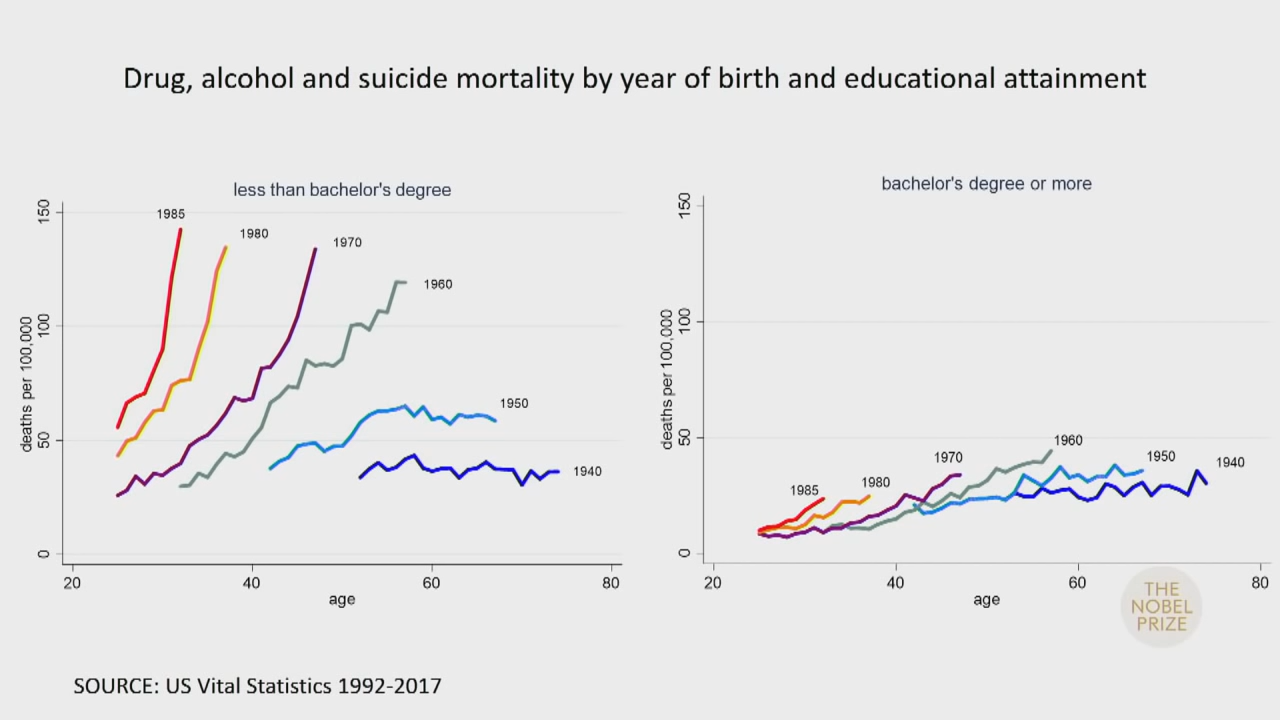 Drug, alcohol and suicide mortality by year of birth and educational attainment
less than bachelor's degree
150
100
50
0
deaths per 100,000
1985
1980
1970
1960
1950
1940
20 40 60 80
age
bachelor's degree or more
150
100
50
0
deaths per 100,000
1985
1980
1970
1960
1950
1940
20 40 60 80
age
THE
NOBEL
PRIZE
SOURCE: US Vital Statistics 1992-2017